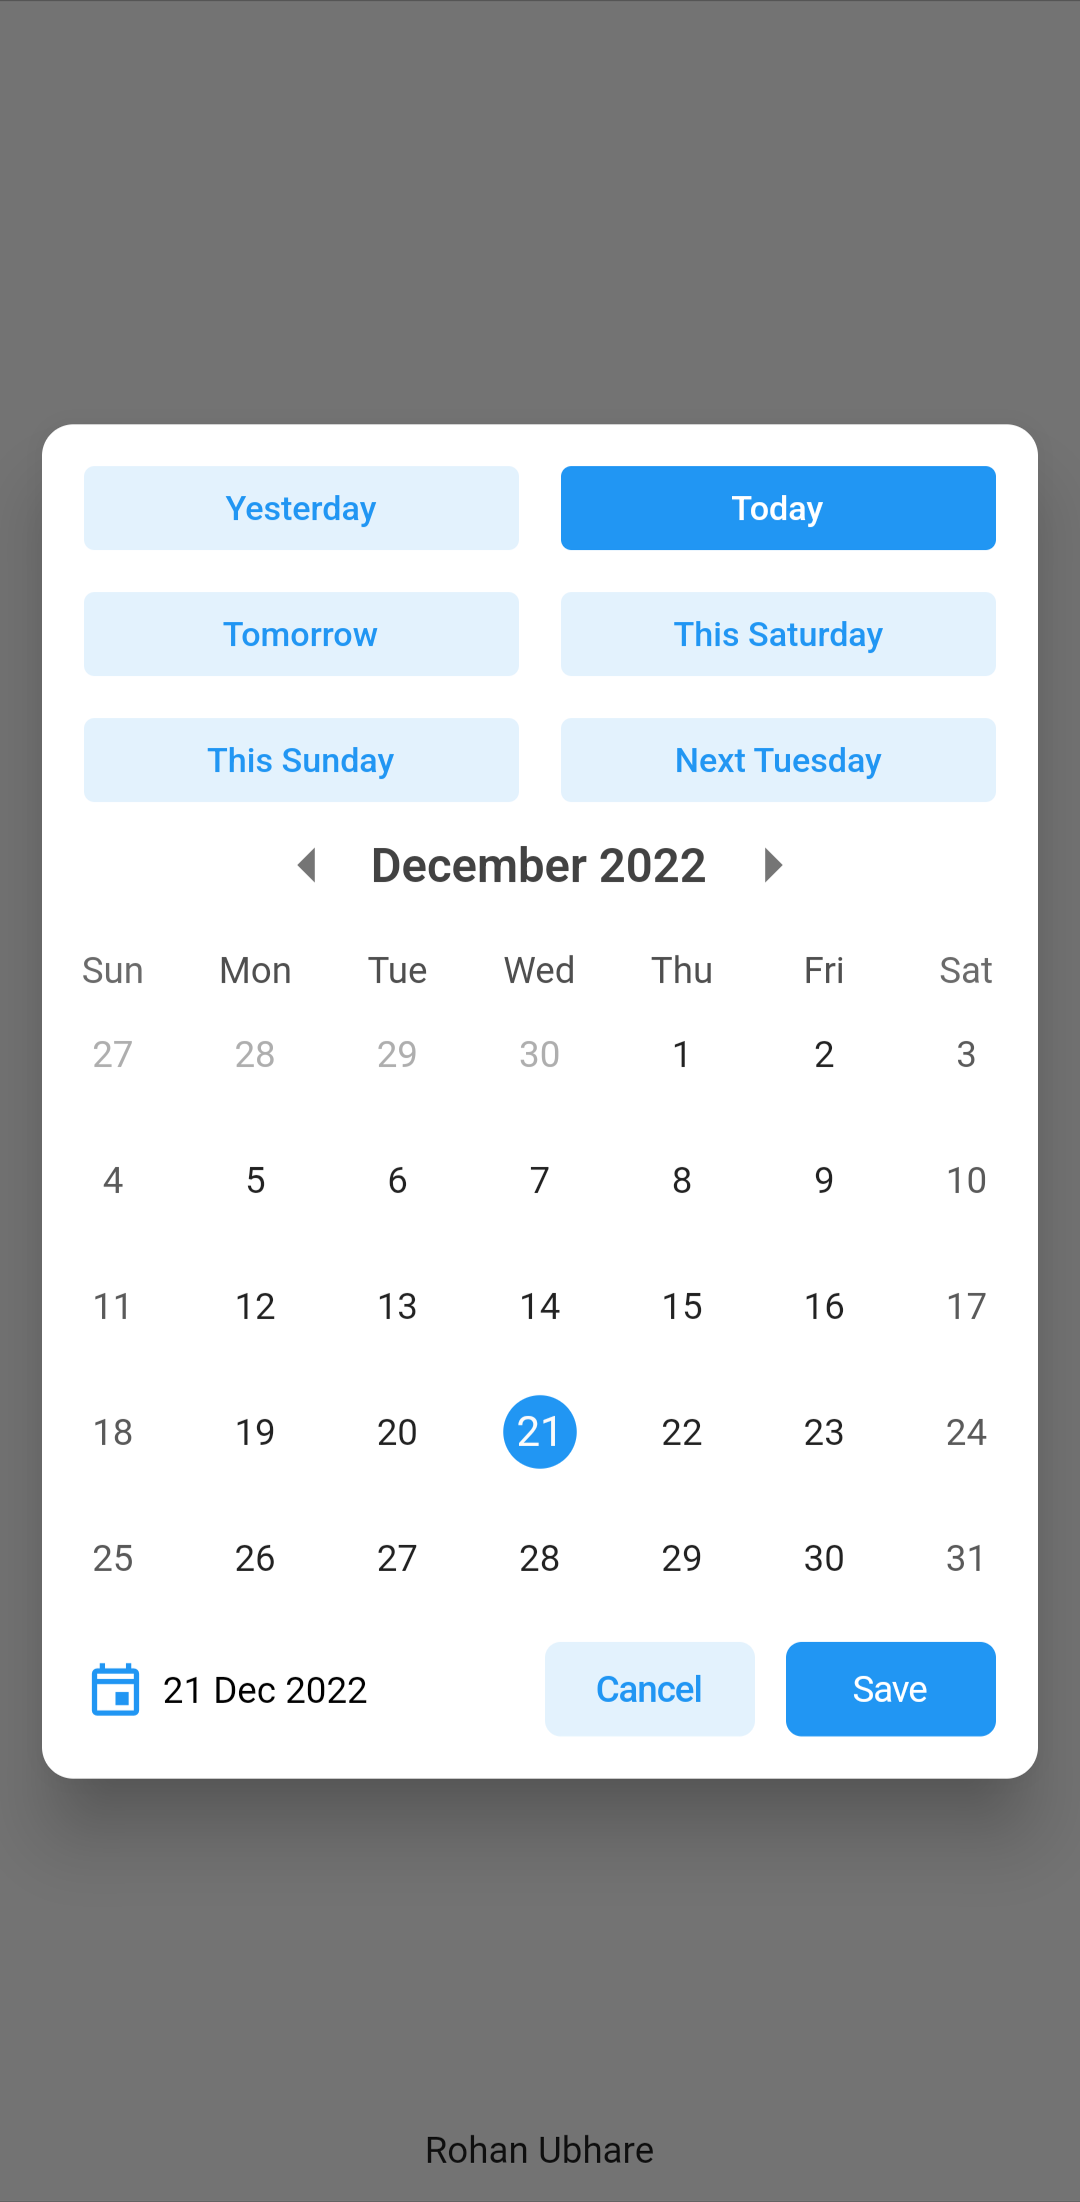 Yesterday Today
Tomorrow This Saturday
This Sunday Next Tuesday
December 2022
Sun Mon Tue Wed Thu Fri Sat
27 28 29 30 1 2 3
4 5 6 7 8 9 10
11 12 13 14 15 16 17
18 19 20 21 22 23 24
25 26 27 28 29 30 31
21 Dec 2022 Cancel Save
Rohan Ubhare